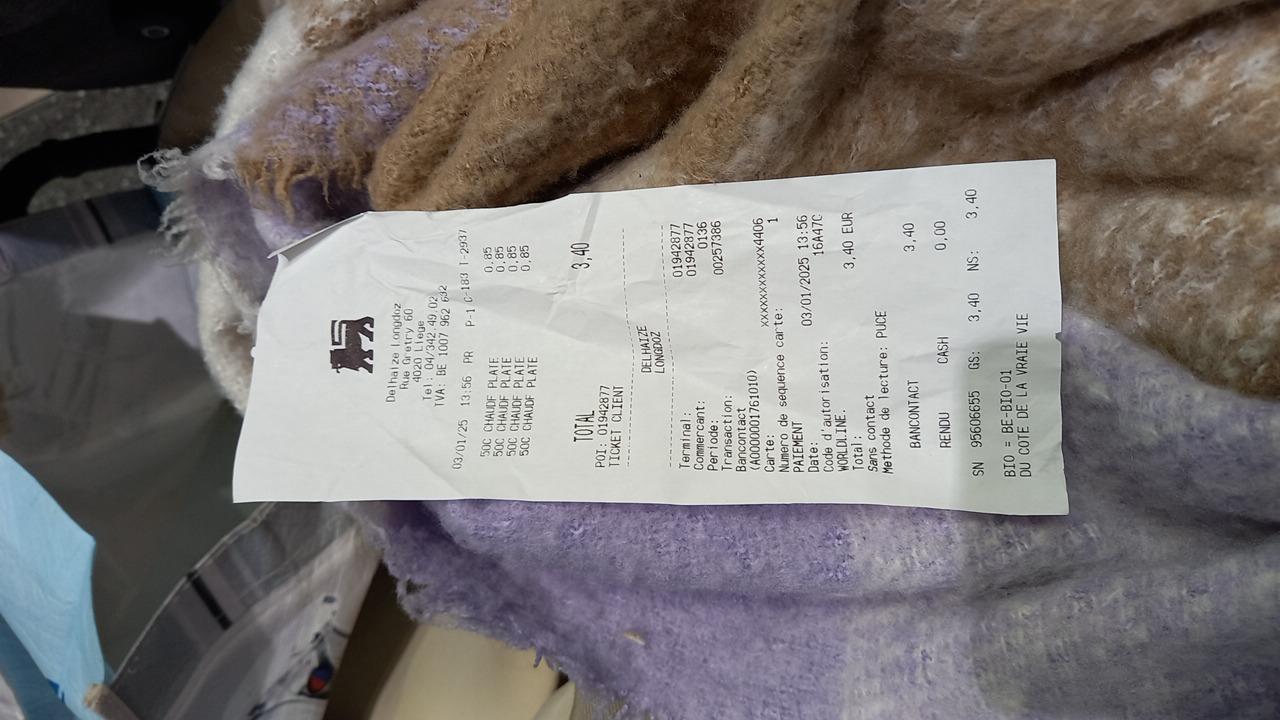 Delhaize Longdoz
Rue Gretry 60
4020 Liege
Tel: 04/342.49.02
TVA: BE 1007 962 692
03/01/25 13:56 PR P-1 C-183 T-2937
50C CHAUDF PLATE 0,85
50C CHAUDF PLATE 0,85
50C CHAUDF PLATE 0,85
50C CHAUDF PLATE 0,85
TOTAL 3,40
POI: 01942877
TICKET CLIENT
DELHAIZE
LONGDOZ
Terminal: 01942877
Commercant: 01942877
Periode: 0136
Transaction: 00257386
Bancontact
(A00000001761010)
Carte: xxxxxxxxxxxxx4406
Numero de sequence carte: 1
PAIEMENT
Date: 03/01/2025 13:56
Code d'autorisation: 16A47C
WORLDLINE.
Total: 3,40 EUR
Sans contact
Methode de lecture: PUCE
BANCONTACT 3,40
RENDU CASH 0,00
SN 95606655 GS: 3,40 NS: 3,40
BIO = BE-BIO-01
DU COTE DE LA VRAIE VIE